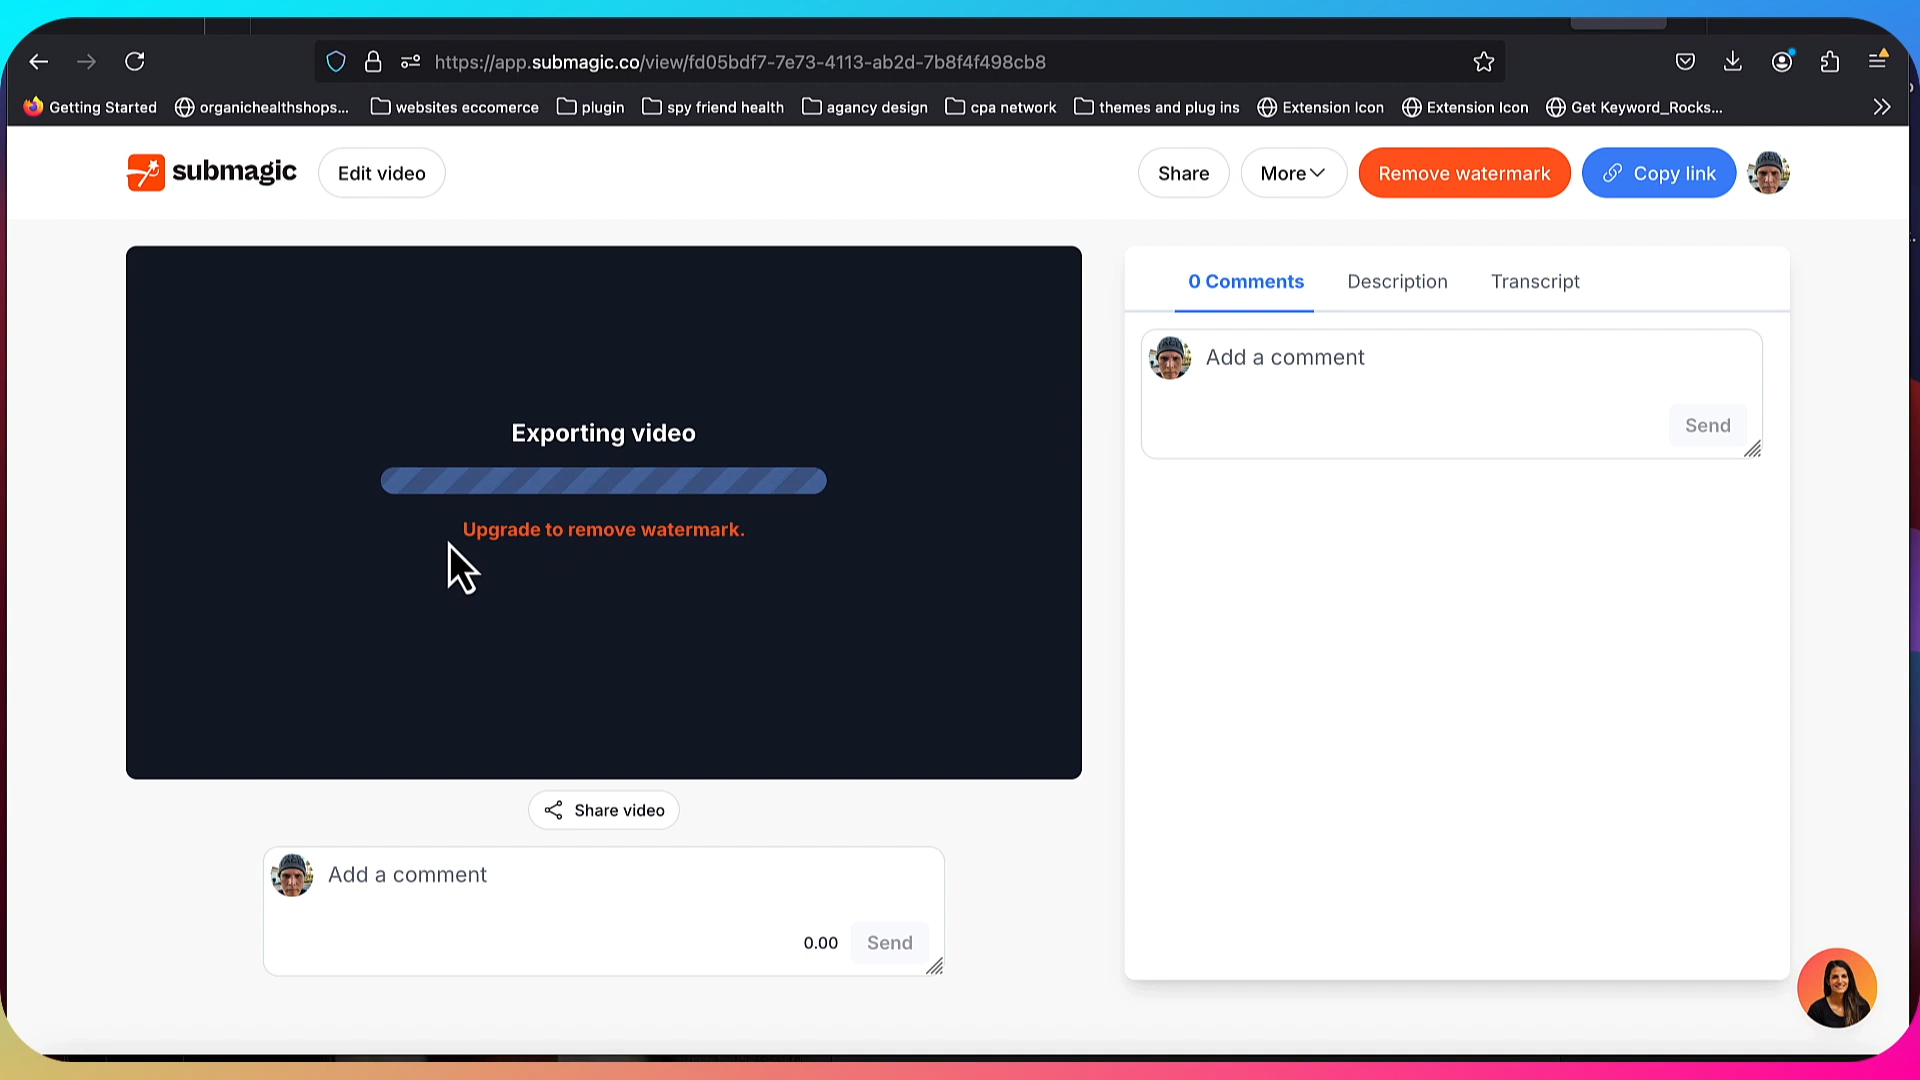 https://app.submagic.co/view/fd05bdf7-7e73-4113-ab2d-7b8f4f498cb8
Getting Started organichealthshops... websites eccomerce plugin spy friend health agancy design cpa network themes and plug ins Extension Icon Extension Icon Get Keyword_Rocks...
submagic Edit video Share More Remove watermark Copy link
0 Comments Description Transcript
Add a comment
Send
Exporting video
Upgrade to remove watermark.
Share video
Add a comment
0.00 Send